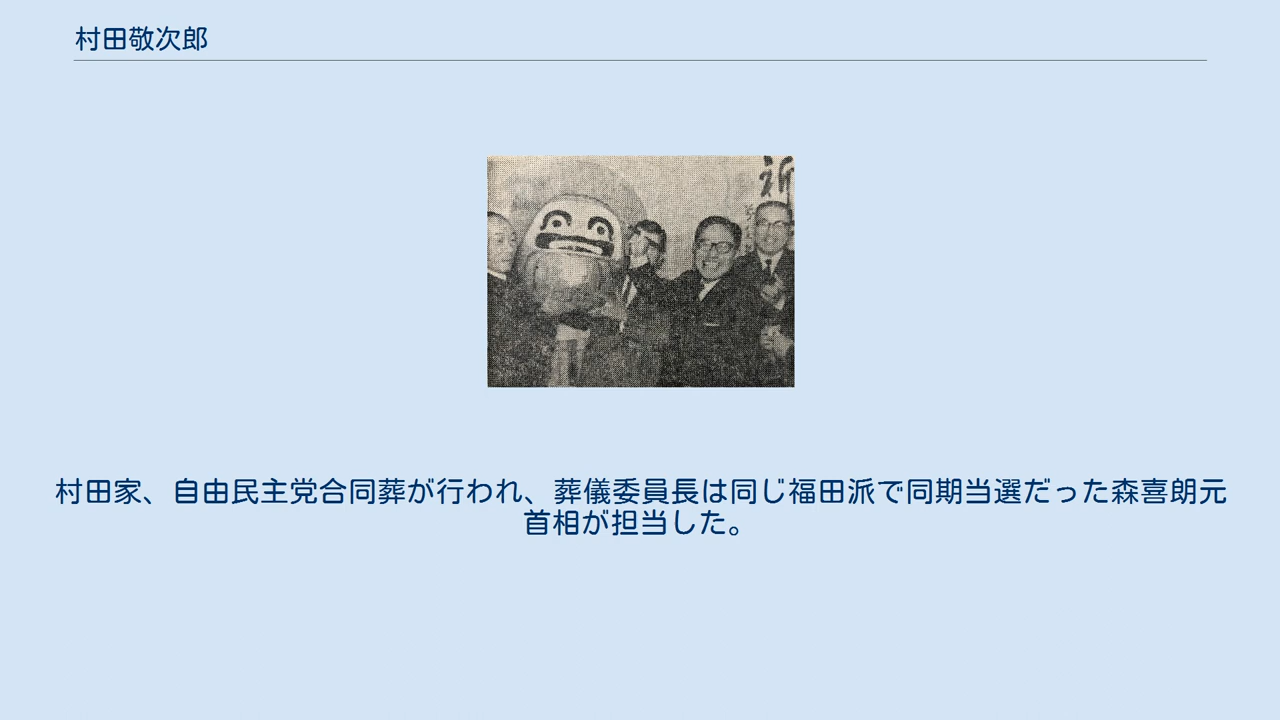 村田敬次郎
祈
村田家、自由民主党合同葬が行われ、葬儀委員長は同じ福田派で同期当選だった森喜朗元
首相が担当した。